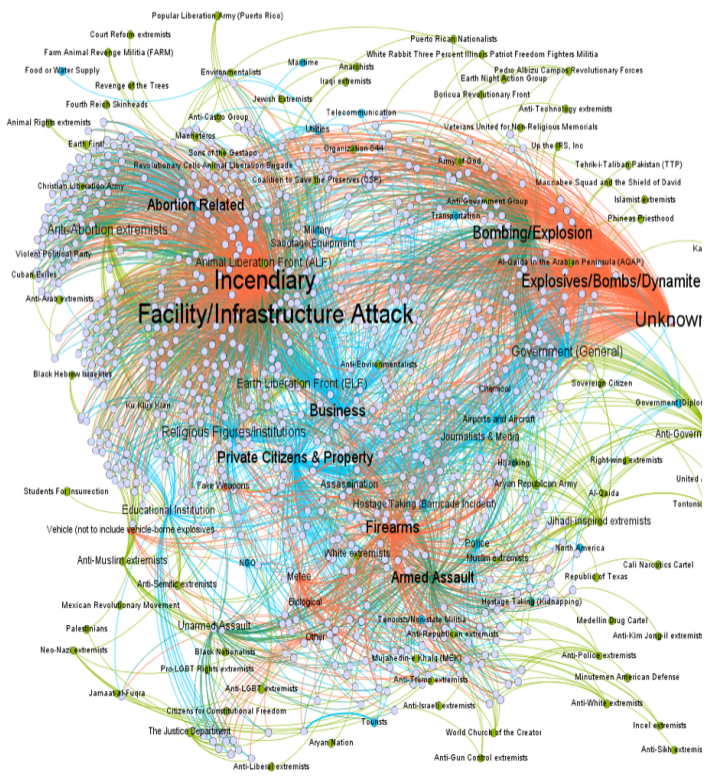 Popular Liberation Army (Puerto Rico)
Court Reform extremists
Puerto Rican Nationalists
Farm Animal Revenge Militia (FARM)
White Rabbit Three Percent Illinois Patriot Freedom Fighters Militia
Maritime
Anarchists
Food or Water Supply
Environmentalists
Pedro Albizu Campos Revolutionary Forces
Earth Night Action Group
Iraqi extremists
Revenge of the Trees
Boricua Revolutionary Front
Jewish Extremists
Fourth Reich Skinheads
Anti-Technology extremists
Telecommunication
Anti-Castro Group
Animal Rights extremists
Veterans United for Non-Religious Memorials
Utilities
Macheteros
Earth First!
Up the IRS, Inc
Organization 544
Sons of the Gestapo
Army of God
Revolutionary Cells-Animal Liberation Brigade
Tehrik-i-Taliban Pakistan (TTP)
Coalition to Save the Preserves (CSP)
Maccabee Squad and the Shield of David
Christian Liberation Army
Islamist extremists
Abortion Related
Anti-Government Group
Transportation
Phineas Priesthood
Anti-Abortion extremists
Military
Bombing/Explosion
Sabotage Equipment
Ka
Violent Political Party
Animal Liberation Front (ALF)
Al-Qaida in the Arabian Peninsula (AQAP)
Cuban Exiles
Incendiary
Explosives/Bombs/Dynamite
Anti-Arab extremists
Facility/Infrastructure Attack
Unknown
Government (General)
Anti-Environmentalists
Black Hebrew Israelites
Earth Liberation Front (ELF)
Sovereign Citizen
Chemical
Ku Klux Klan
Business
Government (Diplon
Airports and Aircraft
Religious Figures/Institutions
Journalists & Media
Anti-Govern
Private Citizens & Property
Hijacking
Right-wing extremists
Fake Weapons
Assassination
Aryan Republican Army
United
Students For Insurrection
Al-Qaida
Tontons
Hostage Taking (Barricade Incident)
Educational Institution
Jihadi-inspired extremists
Vehicle (not to include vehicle-borne explosives
Firearms
Police
White extremists
North America
Anti-Muslim extremists
NGO
Muslim extremists
Cali Narcotics Cartel
Melee
Armed Assault
Republic of Texas
Anti-Semitic extremists
Mexican Revolutionary Movement
Biological
Hostage Taking (Kidnapping)
Terrorists/Non-state Militia
Medellin Drug Cartel
Palestinians
Unarmed Assault
Other
Anti-Republican extremists
Anti-Kim Jong-il extremists
Neo-Nazi extremists
Black Nationalists
Mujahedin-e Khalq (MEK)
Anti-Police extremists
Pro-LGBT Rights extremists
Anti-Trump extremists
Minutemen American Defense
Jamaat-al-Fuqra
Anti-LGBT extremists
Anti-Israeli extremists
Anti-White extremists
Citizens for Constitutional Freedom
Tourists
Incel extremists
The Justice Department
World Church of the Creator
Aryan Nation
Anti-Sikh extremis
Anti-Gun Control extremists
Anti-Liberal extremists